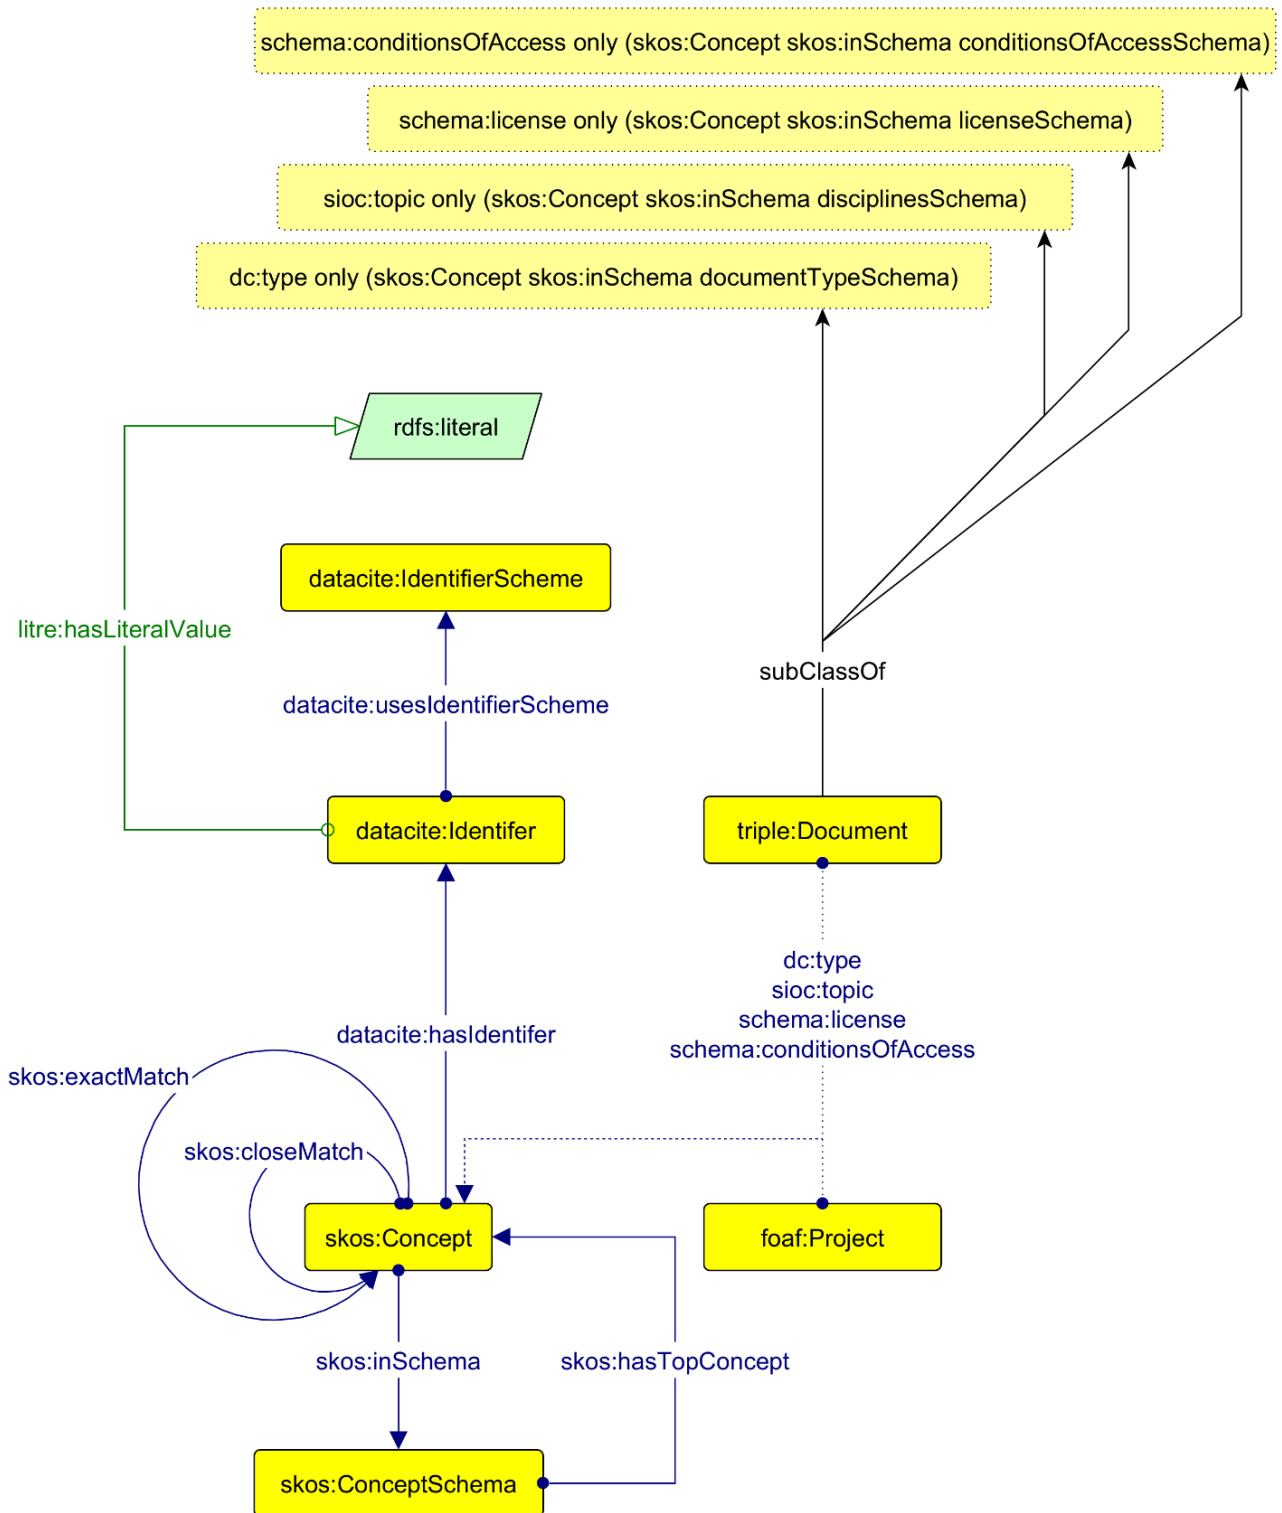 schema:conditionsOfAccess only (skos:Concept skos:inSchema conditionsOfAccessSchema)
schema:license only (skos:Concept skos:inSchema licenseSchema)
sioc:topic only (skos:Concept skos:inSchema disciplinesSchema)
dc:type only (skos:Concept skos:inSchema documentTypeSchema)
rdfs:literal
datacite:IdentifierScheme
litre:hasLiteralValue
subClassOf
datacite:usesIdentifierScheme
datacite:Identifer
triple:Document
dc:type
sioc:topic
schema:license
schema:conditionsOfAccess
datacite:hasIdentifer
skos:exactMatch
skos:closeMatch
skos:Concept
foaf:Project
skos:inSchema
skos:hasTopConcept
skos:ConceptSchema